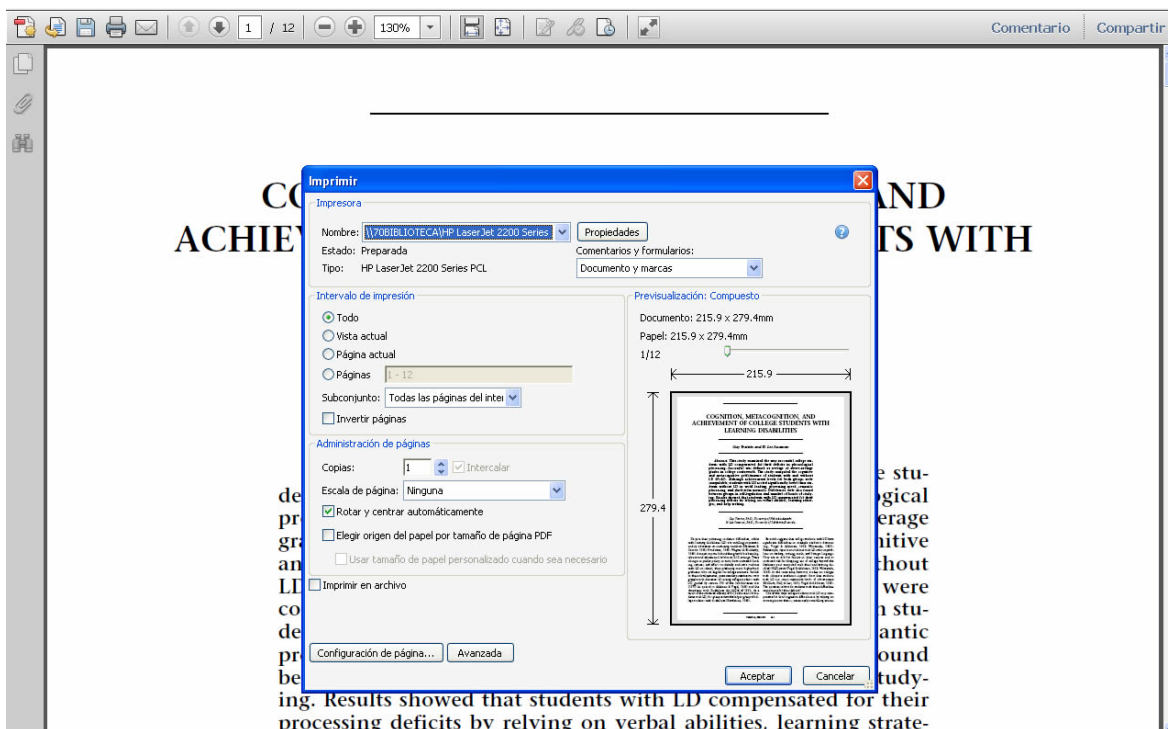 1 / 12 130% Comentario Compartir
CO AND
ACHIE TS WITH
Imprimir
Impresora
Nombre: \\70BIBLIOTECA\HP LaserJet 2200 Series Propiedades
Estado: Preparada Comentarios y formularios:
Tipo: HP LaserJet 2200 Series PCL Documento y marcas
Intervalo de impresión
Todo
Vista actual
Página actual
Páginas 1 - 12
Subconjunto: Todas las páginas del inter
Invertir páginas
Administración de páginas
Copias: 1 Intercalar
Escala de página: Ninguna
Rotar y centrar automáticamente
Elegir origen del papel por tamaño de página PDF
Usar tamaño de papel personalizado cuando sea necesario
Imprimir en archivo
Configuración de página... Avanzada
Previsualización: Compuesto
Documento: 215.9 x 279.4mm
Papel: 215.9 x 279.4mm
1/12
215.9
279.4
COGNITION, METACOGNITION, AND
ACHIEVEMENT OF COLLEGE STUDENTS WITH
LEARNING DISABILITIES
Aceptar Cancelar
e stu-
de ogical
pr erage
gra nitive
an thout
LD were
co n stu-
de antic
pr ound
be tudy-
ing. Results showed that students with LD compensated for their
processing deficits by relying on verbal abilities, learning strate-